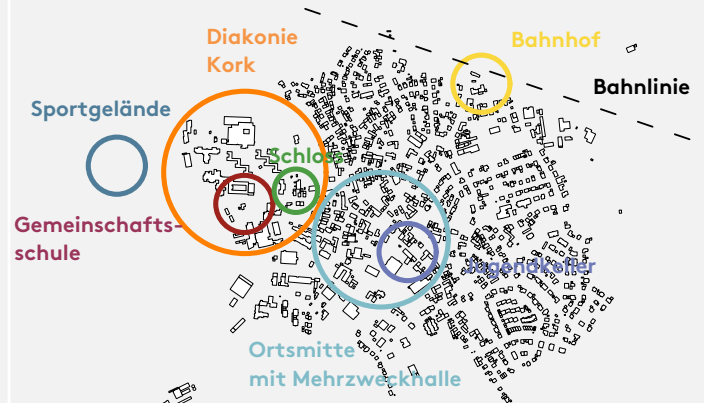 Diakonie
Kork
Bahnhof
Bahnlinie
Sportgelände
Schloss
Gemeinschafts-
schule
Jugendkeller
Ortsmitte
mit Mehrzweckhalle